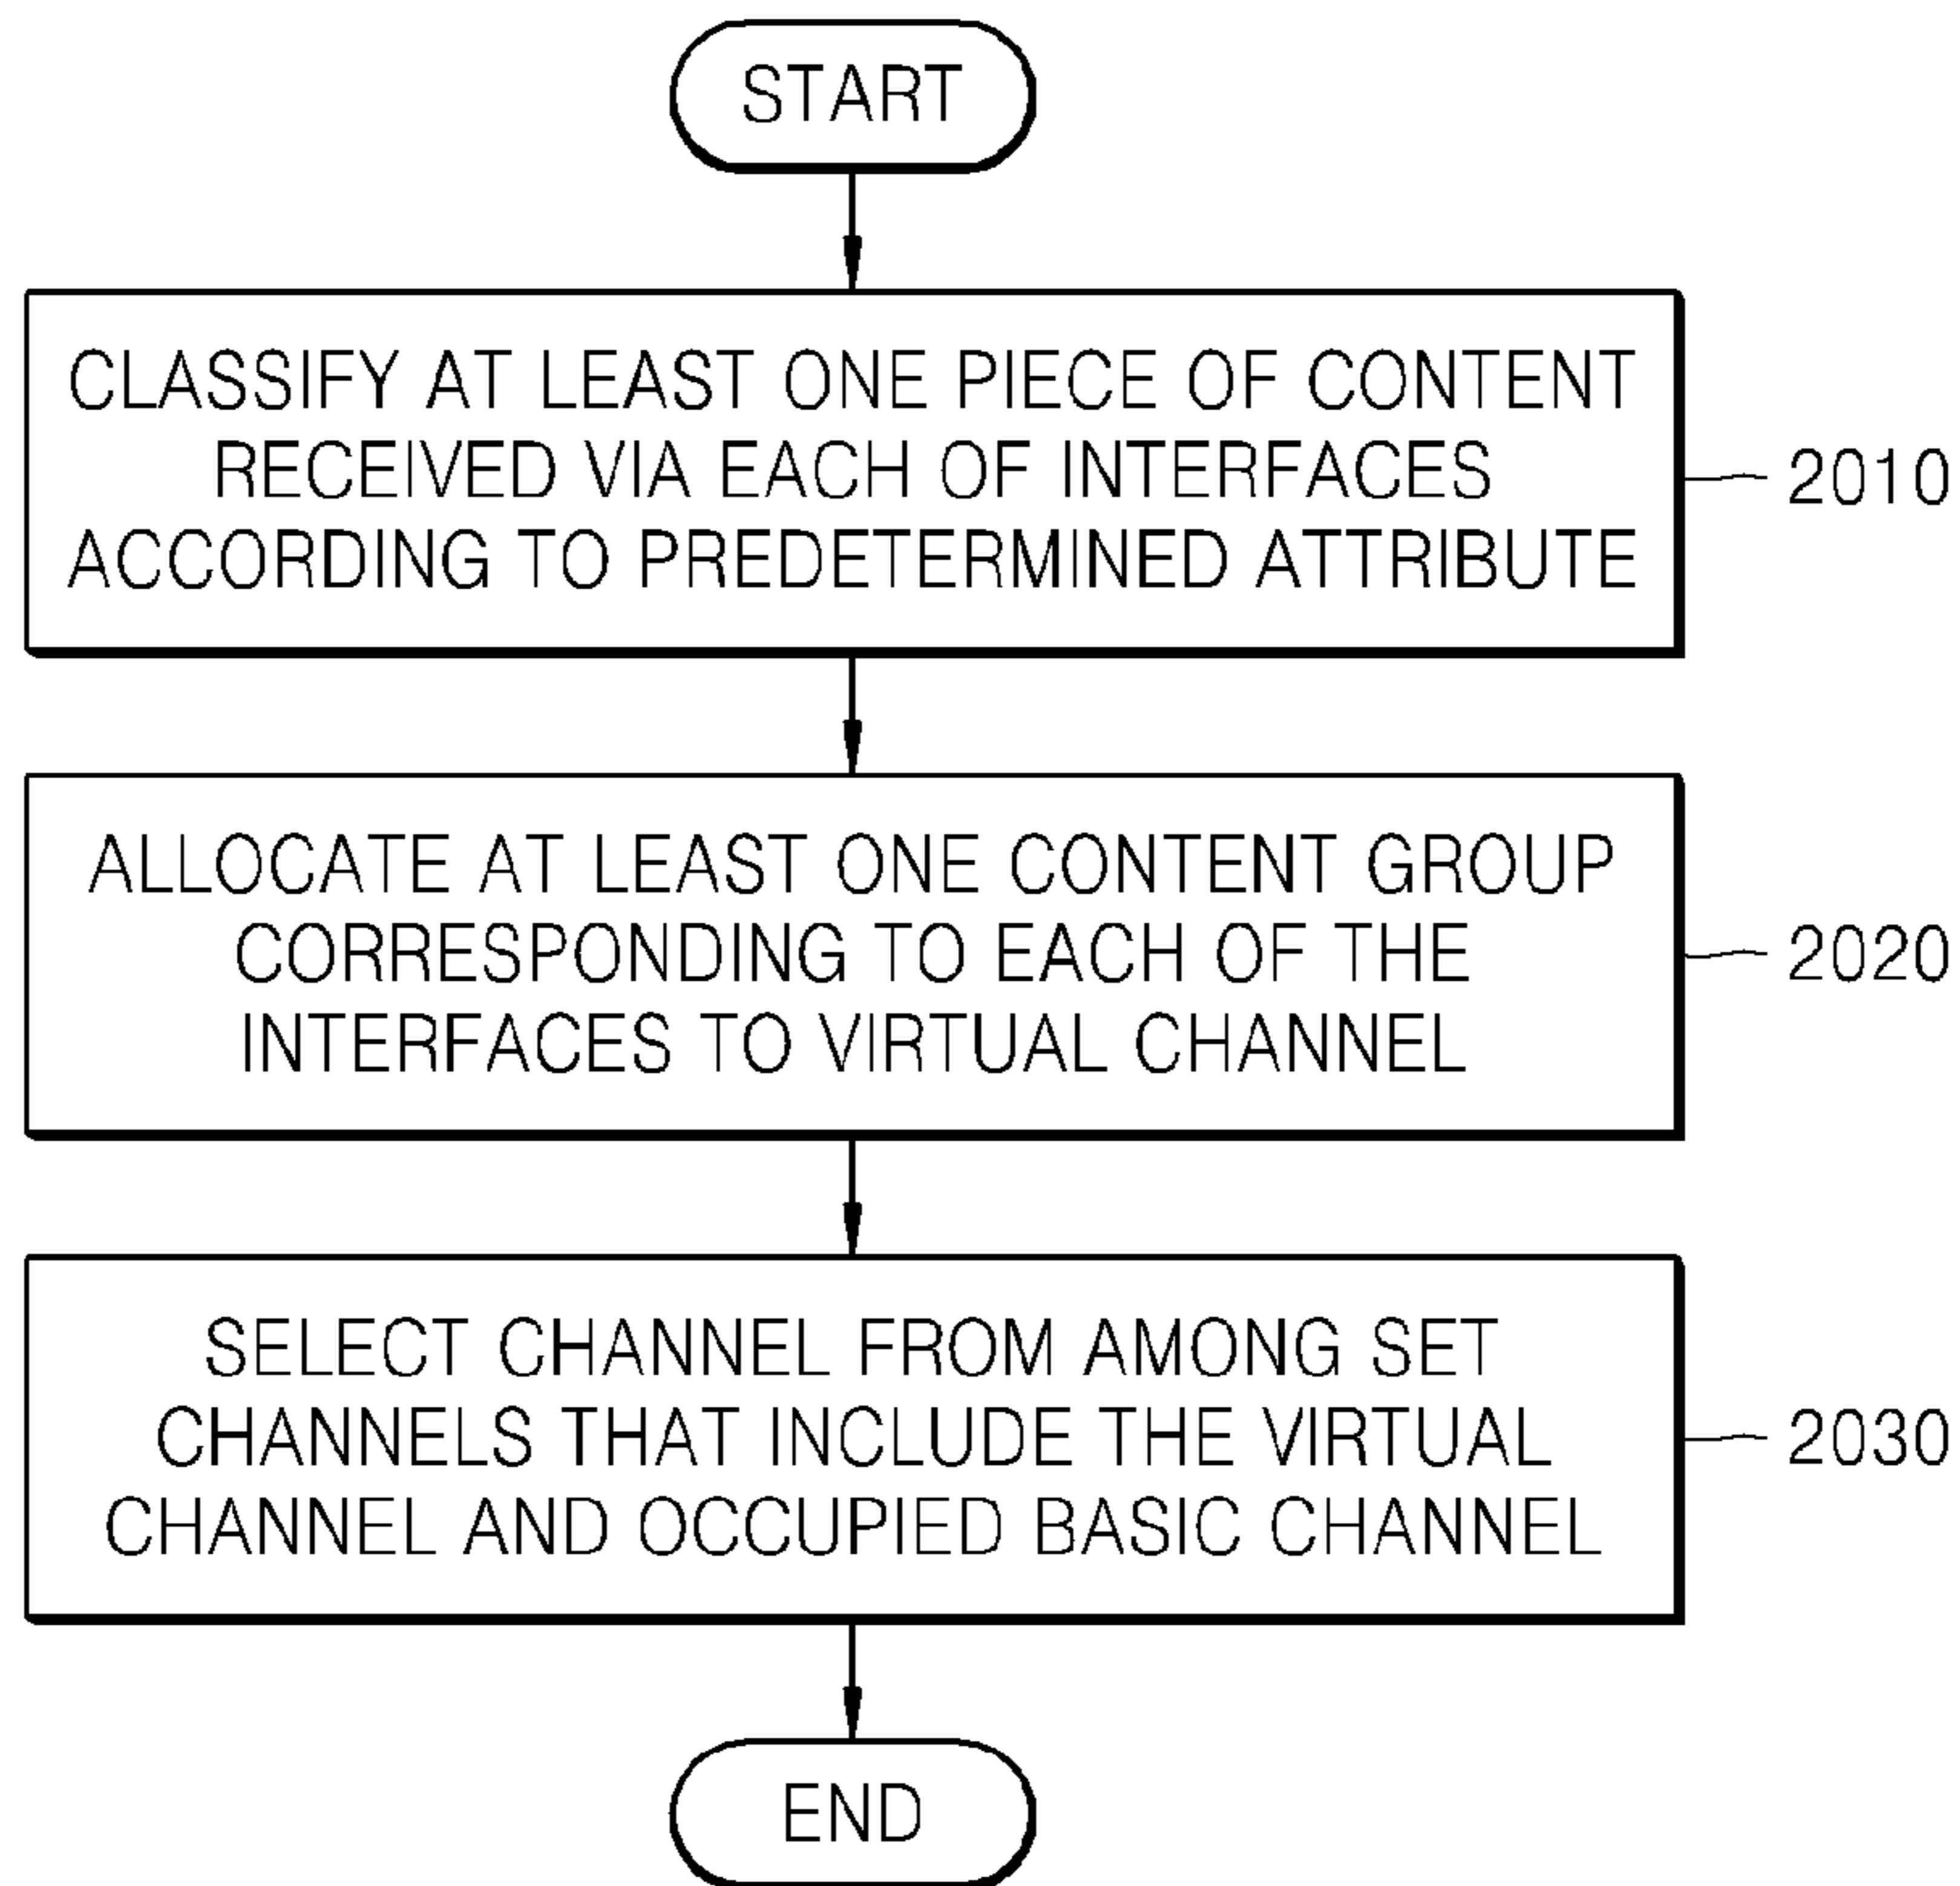 START
CLASSIFY AT LEAST ONE PIECE OF CONTENT
RECEIVED VIA EACH OF INTERFACES
ACCORDING TO PREDETERMINED ATTRIBUTE
2010
ALLOCATE AT LEAST ONE CONTENT GROUP
CORRESPONDING TO EACH OF THE
INTERFACES TO VIRTUAL CHANNEL
2020
SELECT CHANNEL FROM AMONG SET
CHANNELS THAT INCLUDE THE VIRTUAL
CHANNEL AND OCCUPIED BASIC CHANNEL
2030
END